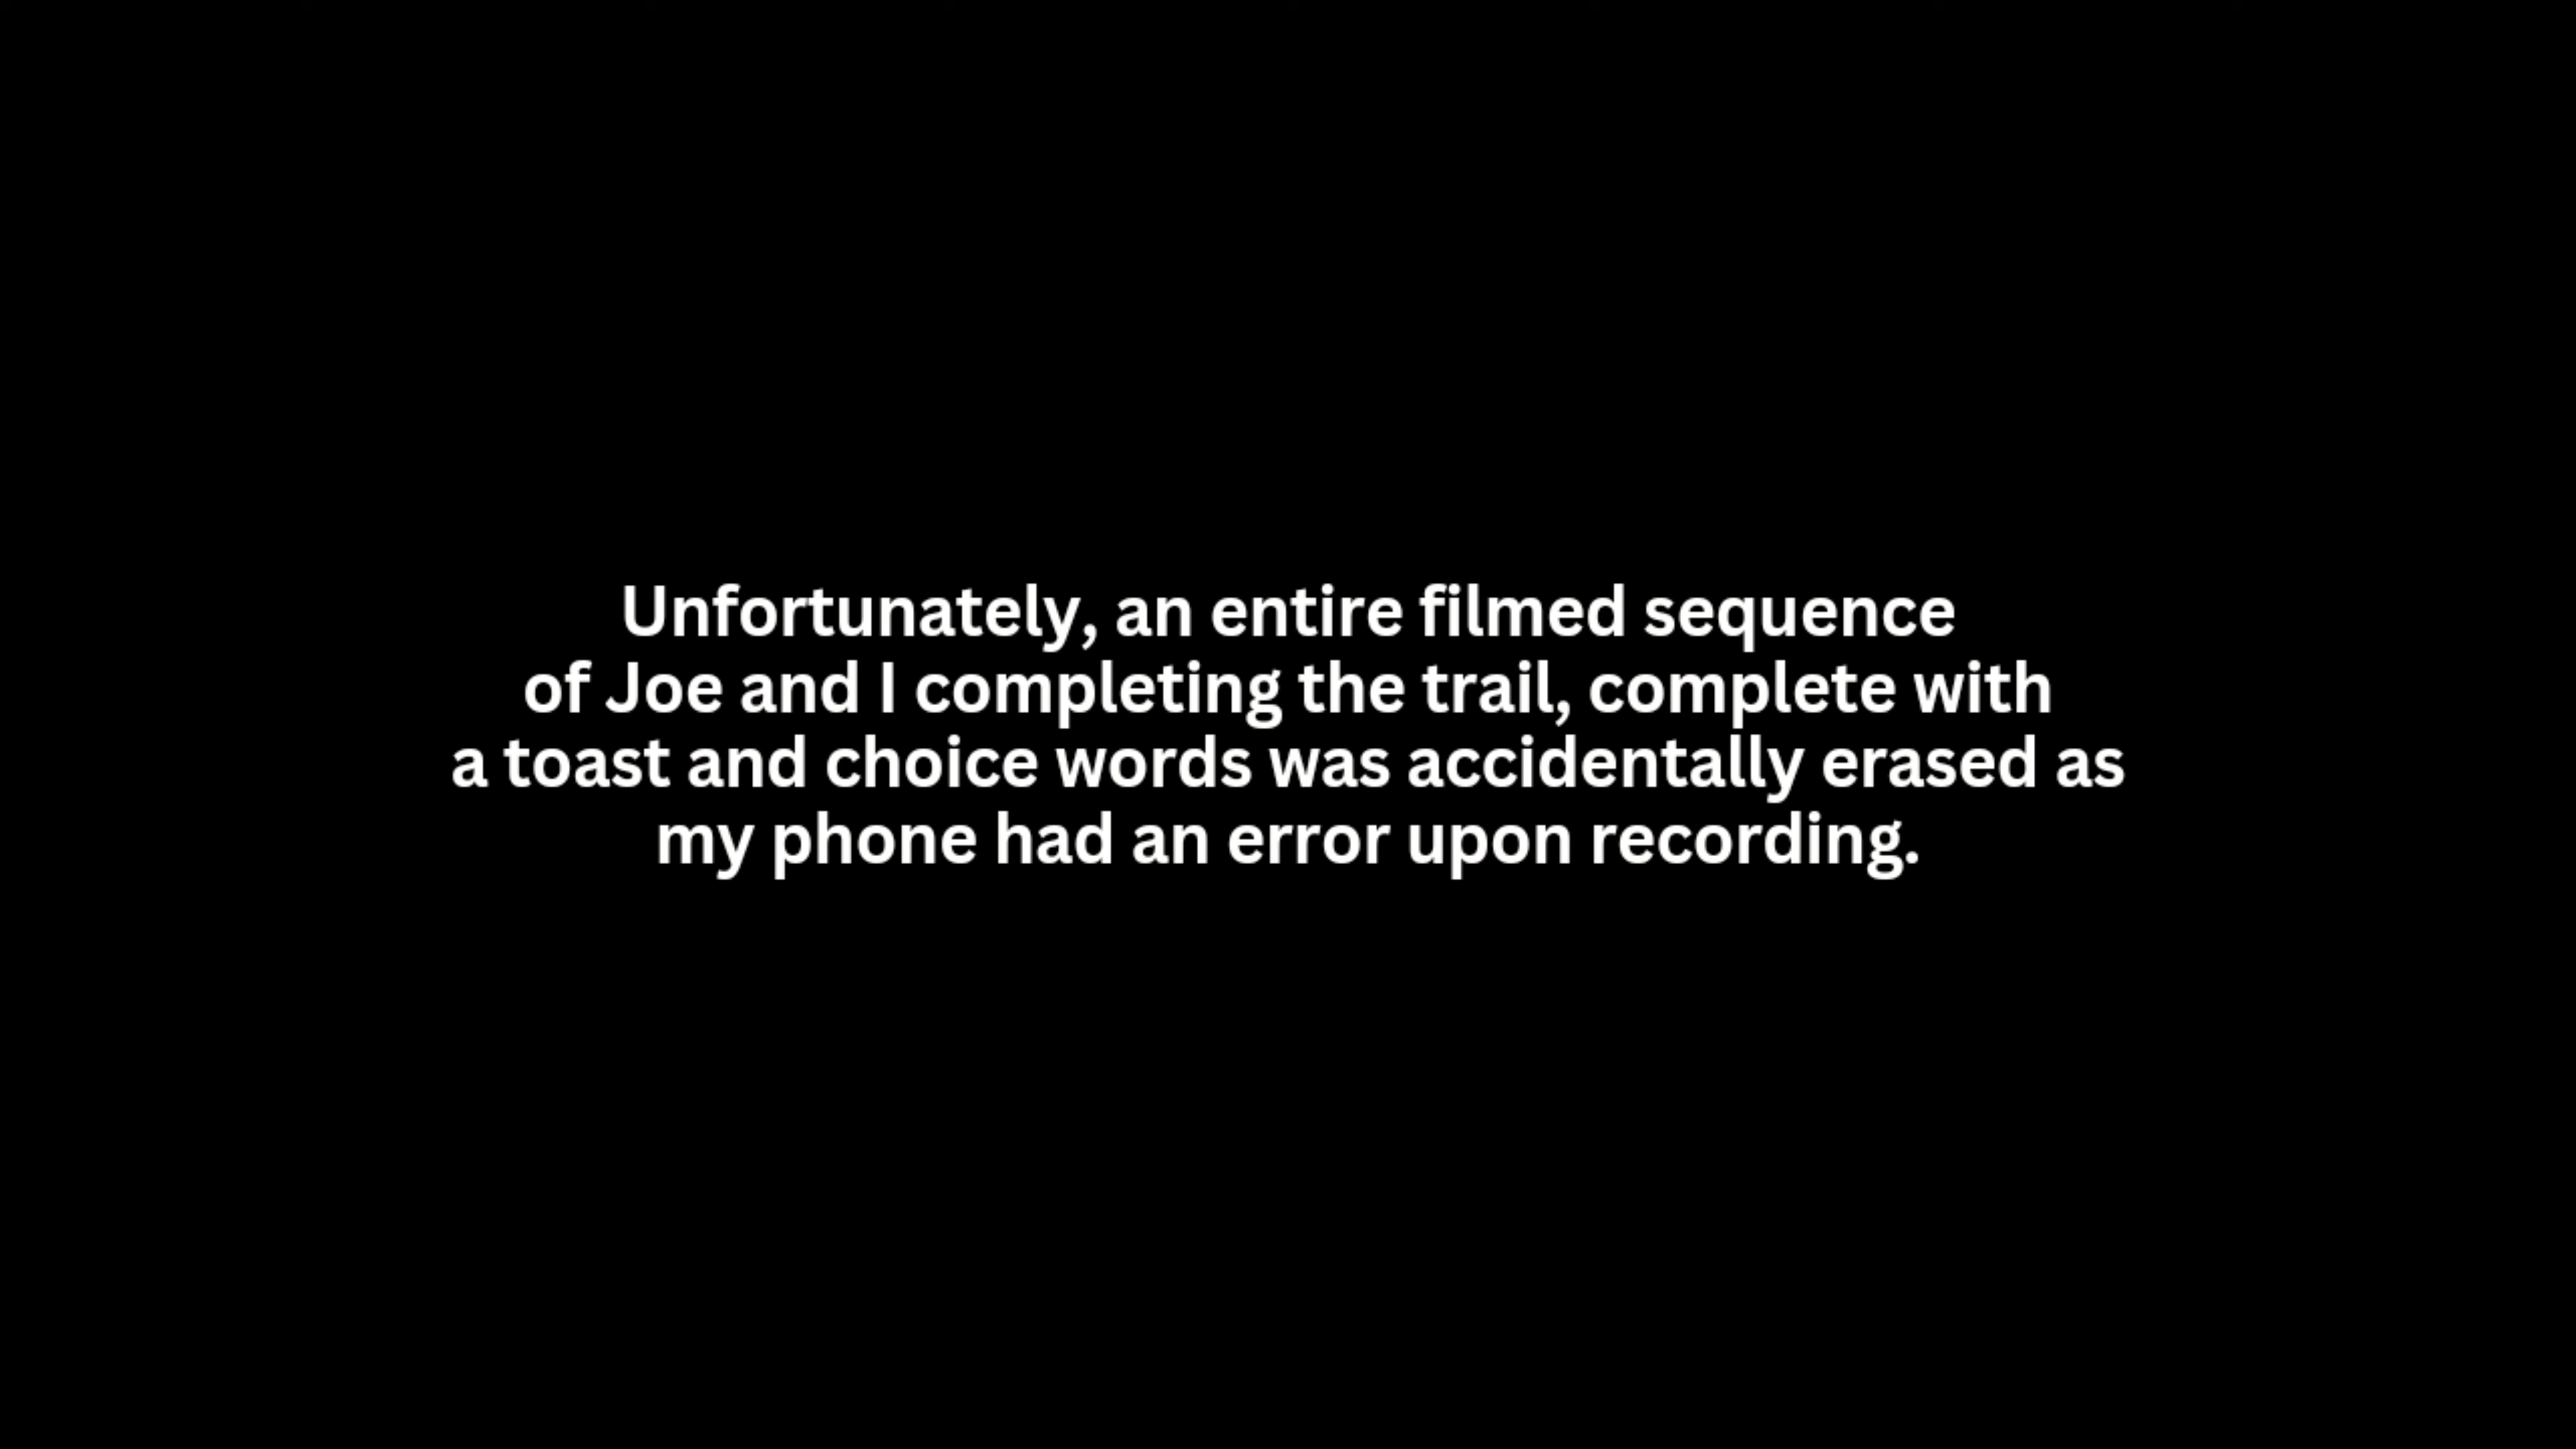 Unfortunately, an entire filmed sequence
of Joe and I completing the trail, complete with
a toast and choice words was accidentally erased as
my phone had an error upon recording.